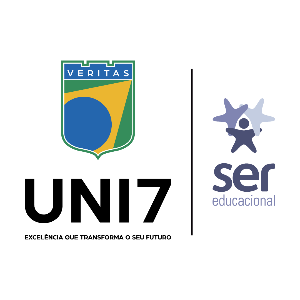 VERITAS
UNI7
EXCELÊNCIA QUE TRANSFORMA O SEU FUTURO
ser
educacional